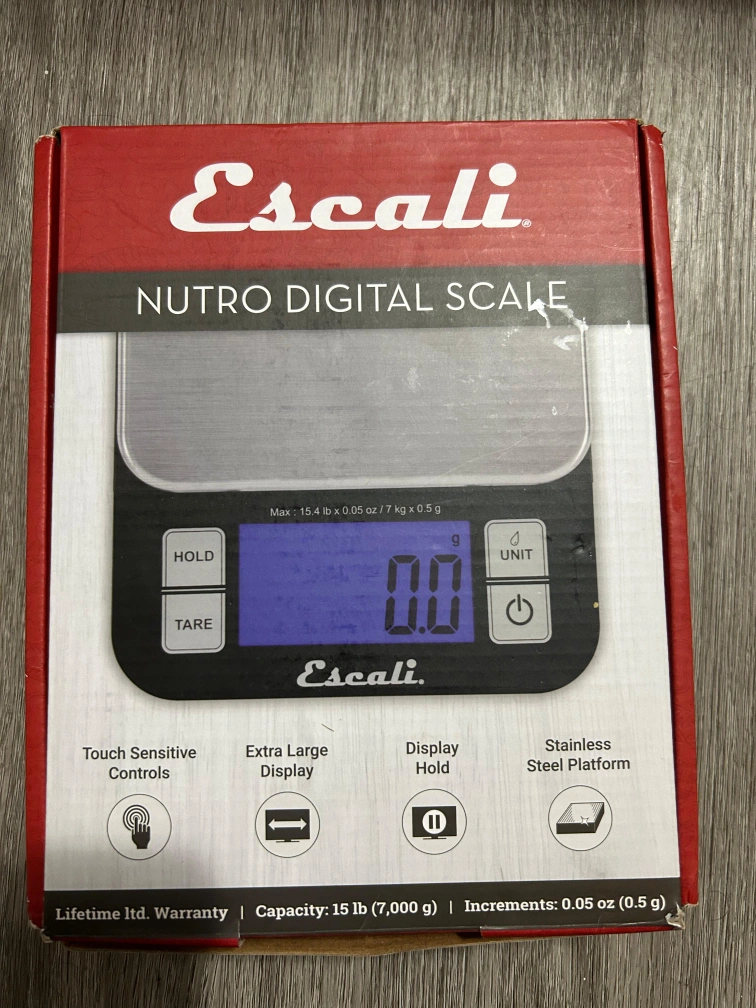 Escali®
NUTRO DIGITAL SCALE
Max : 15.4 lb x 0.05 oz / 7 kg x 0.5 g
HOLD
TARE
g
0.0
UNIT
Escali.
Touch Sensitive
Controls
Extra Large
Display
Display
Hold
Stainless
Steel Platform
Lifetime ltd. Warranty | Capacity: 15 lb (7,000 g) | Increments: 0.05 oz (0.5 g)